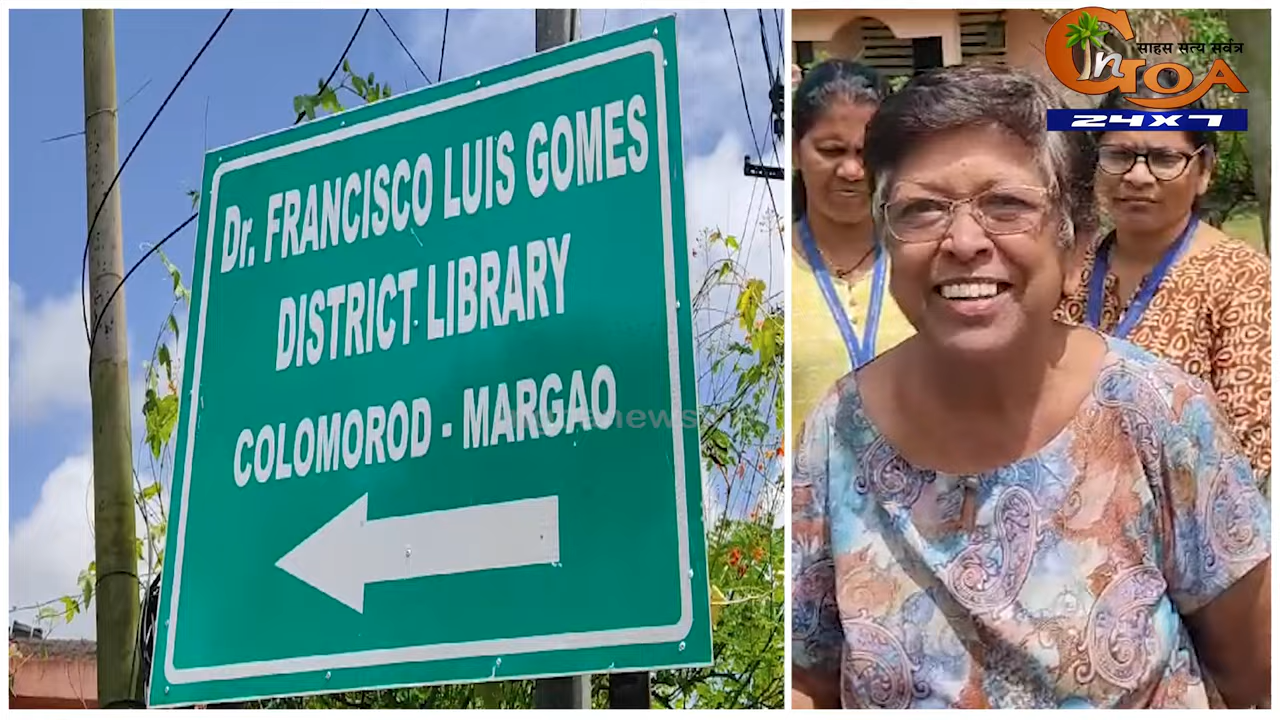 Dr. FRANCISCO LUIS GOMES
DISTRICT LIBRARY
COLOMOROD - MARGAO
साहस सत्य सर्वत्र
In GOA
24X7